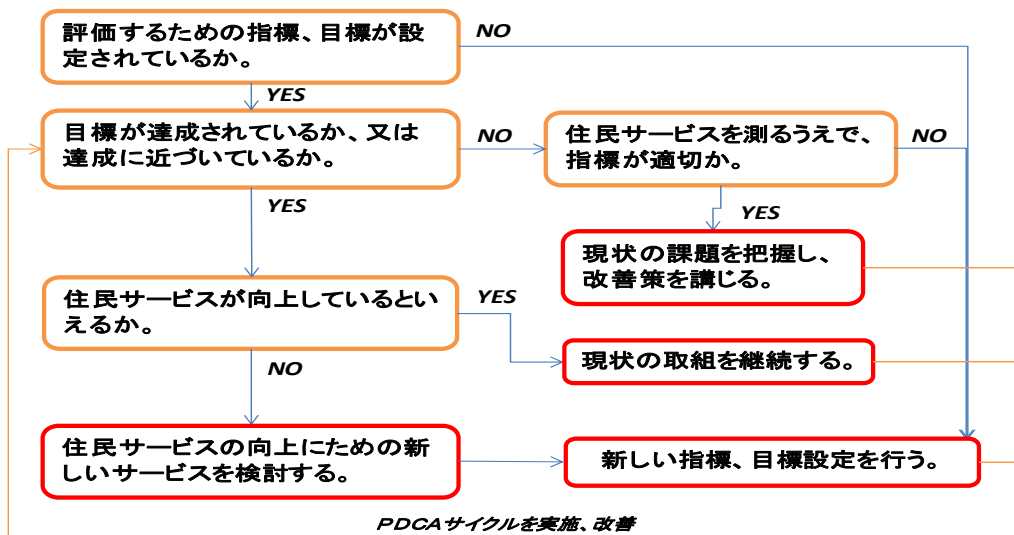 評価するための指標、目標が設
定されているか。
NO
YES
目標が達成されているか、又は
達成に近づいているか。
NO
住民サービスを測るうえで、
指標が適切か。
NO
YES
YES
現状の課題を把握し、
改善策を講じる。
住民サービスが向上しているとい
えるか。
YES
現状の取組を継続する。
NO
住民サービスの向上にための新
しいサービスを検討する。
新しい指標、目標設定を行う。
PDCAサイクルを実施、改善